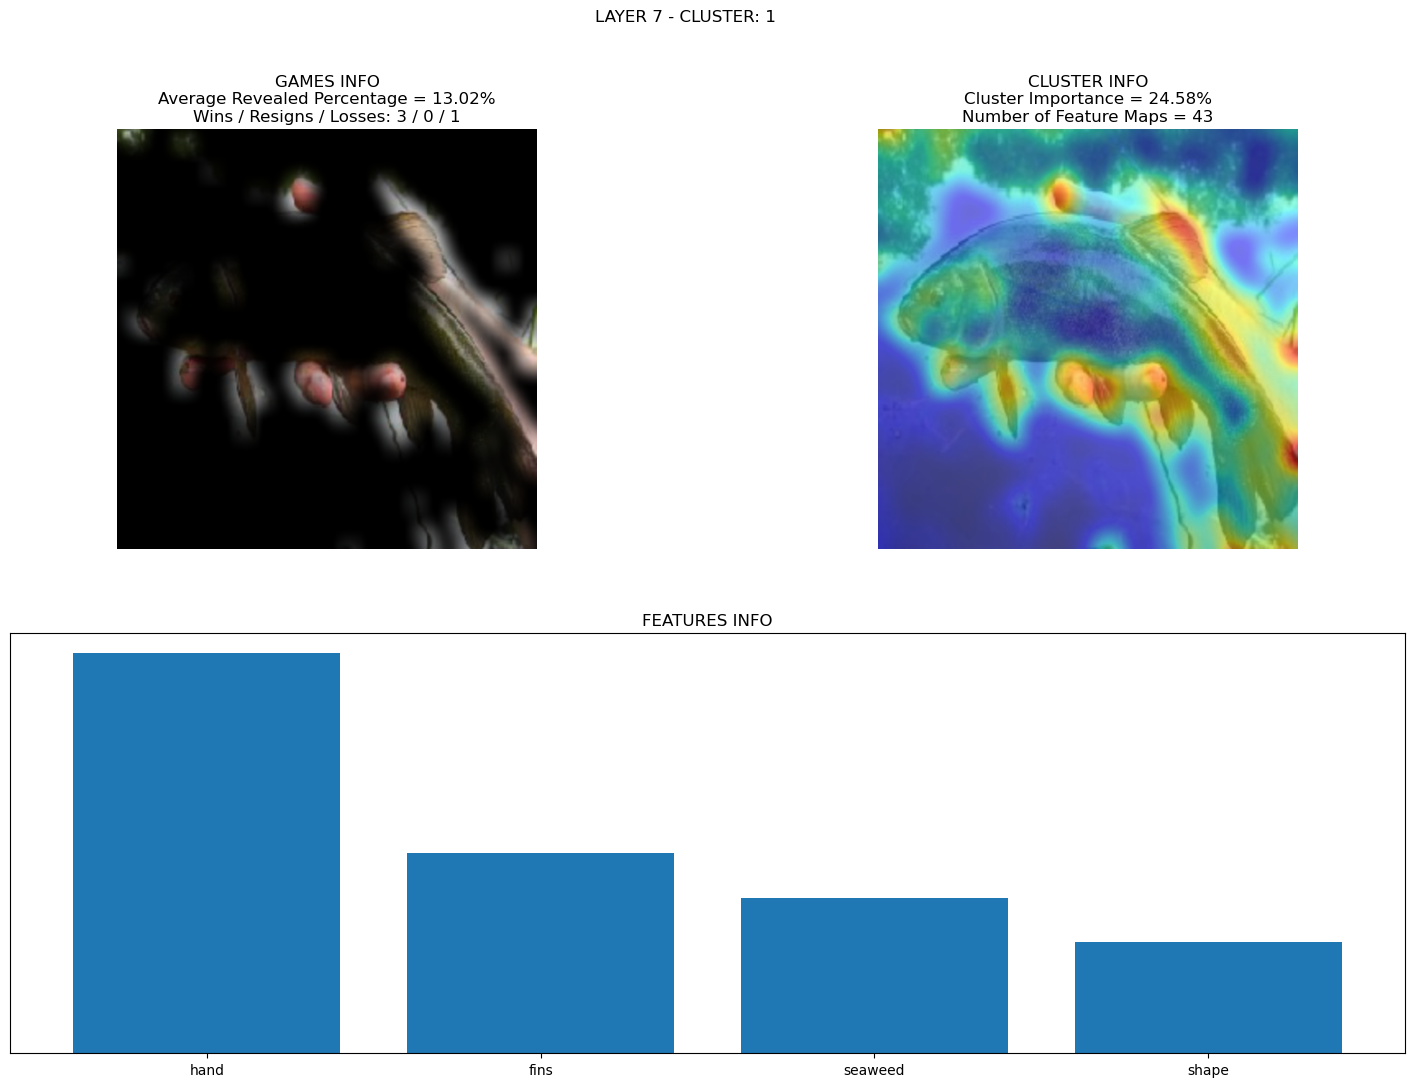 LAYER 7 - CLUSTER: 1
GAMES INFO
Average Revealed Percentage = 13.02%
Wins / Resigns / Losses: 3 / 0 / 1
CLUSTER INFO
Cluster Importance = 24.58%
Number of Feature Maps = 43
FEATURES INFO
hand
fins
seaweed
shape